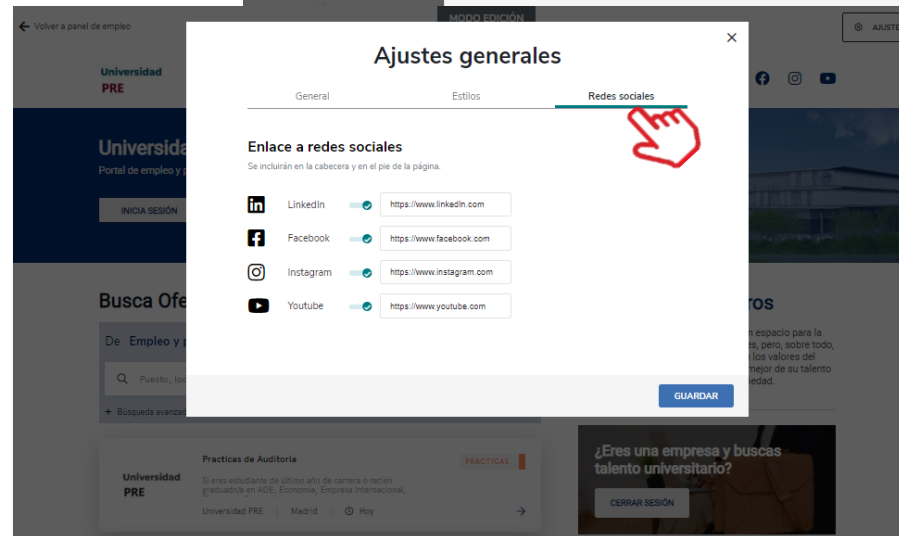 MODO EDICIÓN
Volver a panel de empleo
AJUSTE
Universidad
PRE
Ajustes generales
General
Estilos
Redes sociales
Enlace a redes sociales
Se incluirán en la cabecera y en el pie de la página.
LinkedIn
https://www.linkedIn.com
Facebook
https://www.facebook.com
Instagram
https://www.instagram.com
Youtube
https://www.youtube.com
GUARDAR
Universida
Portal de empleo y p
INICIA SESIÓN
Busca Ofe
De Empleo y p
Puesto, loc
+ Búsqueda avanzad
ros
n espacio para la
es, pero, sobre todo,
los valores del
mejor de su talento
iedad.
Universidad
PRE
Practicas de Auditoria
PRACTICAS
Si eres estudiante de último año de carrera o recién
graduado/a en ADE, Economía, Empresa Internacional,
Universidad PRE | Madrid | Hoy
¿Eres una empresa y buscas
talento universitario?
CERRAR SESIÓN